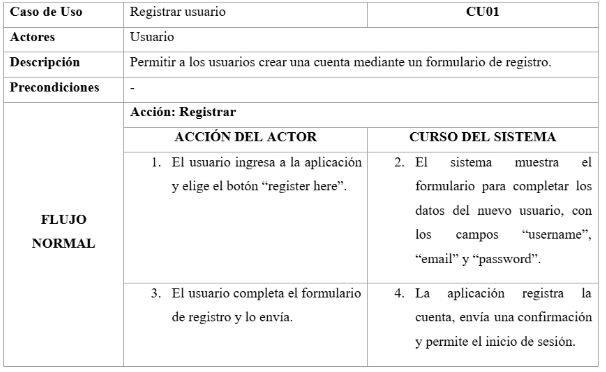 Caso de Uso Registrar usuario CU01
Actores Usuario
Descripción Permitir a los usuarios crear una cuenta mediante un formulario de registro.
Precondiciones -
FLUJO
NORMAL
Acción: Registrar
ACCIÓN DEL ACTOR CURSO DEL SISTEMA
1. El usuario ingresa a la aplicación
y elige el botón “register here”.
2. El sistema muestra el
formulario para completar los
datos del nuevo usuario, con
los campos “username”,
“email” y “password”.
3. El usuario completa el formulario
de registro y lo envía.
4. La aplicación registra la
cuenta, envía una confirmación
y permite el inicio de sesión.